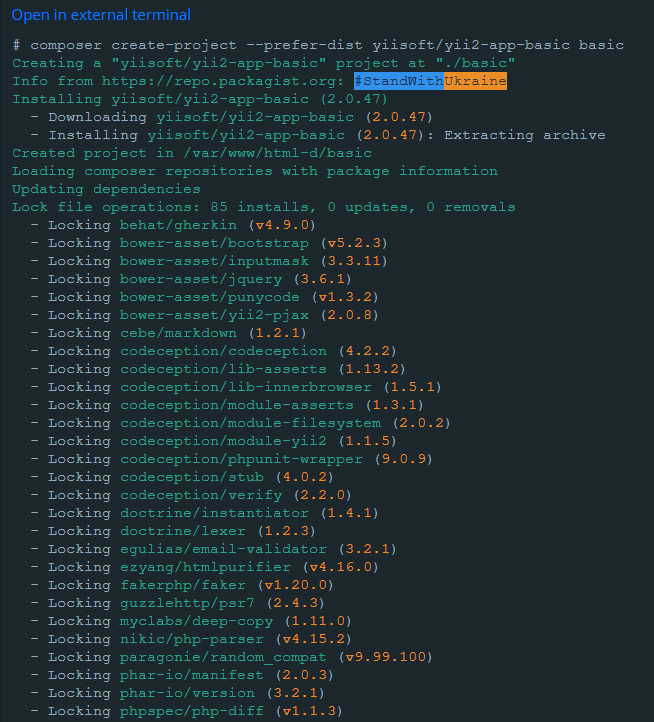 Open in external terminal
# composer create-project --prefer-dist yiisoft/yii2-app-basic basic
Creating a "yiisoft/yii2-app-basic" project at "./basic"
Info from https://repo.packagist.org: #StandWithUkraine
Installing yiisoft/yii2-app-basic (2.0.47)
  - Downloading yiisoft/yii2-app-basic (2.0.47)
  - Installing yiisoft/yii2-app-basic (2.0.47): Extracting archive
Created project in /var/www/html-d/basic
Loading composer repositories with package information
Updating dependencies
Lock file operations: 85 installs, 0 updates, 0 removals
  - Locking behat/gherkin (v4.9.0)
  - Locking bower-asset/bootstrap (v5.2.3)
  - Locking bower-asset/inputmask (3.3.11)
  - Locking bower-asset/jquery (3.6.1)
  - Locking bower-asset/punycode (v1.3.2)
  - Locking bower-asset/yii2-pjax (2.0.8)
  - Locking cebe/markdown (1.2.1)
  - Locking codeception/codeception (4.2.2)
  - Locking codeception/lib-asserts (1.13.2)
  - Locking codeception/lib-innerbrowser (1.5.1)
  - Locking codeception/module-asserts (1.3.1)
  - Locking codeception/module-filesystem (2.0.2)
  - Locking codeception/module-yii2 (1.1.5)
  - Locking codeception/phpunit-wrapper (9.0.9)
  - Locking codeception/stub (4.0.2)
  - Locking codeception/verify (2.2.0)
  - Locking doctrine/instantiator (1.4.1)
  - Locking doctrine/lexer (1.2.3)
  - Locking egulias/email-validator (3.2.1)
  - Locking ezyang/htmlpurifier (v4.16.0)
  - Locking fakerphp/faker (v1.20.0)
  - Locking guzzlehttp/psr7 (2.4.3)
  - Locking myclabs/deep-copy (1.11.0)
  - Locking nikic/php-parser (v4.15.2)
  - Locking paragonie/random_compat (v9.99.100)
  - Locking phar-io/manifest (2.0.3)
  - Locking phar-io/version (3.2.1)
  - Locking phpspec/php-diff (v1.1.3)